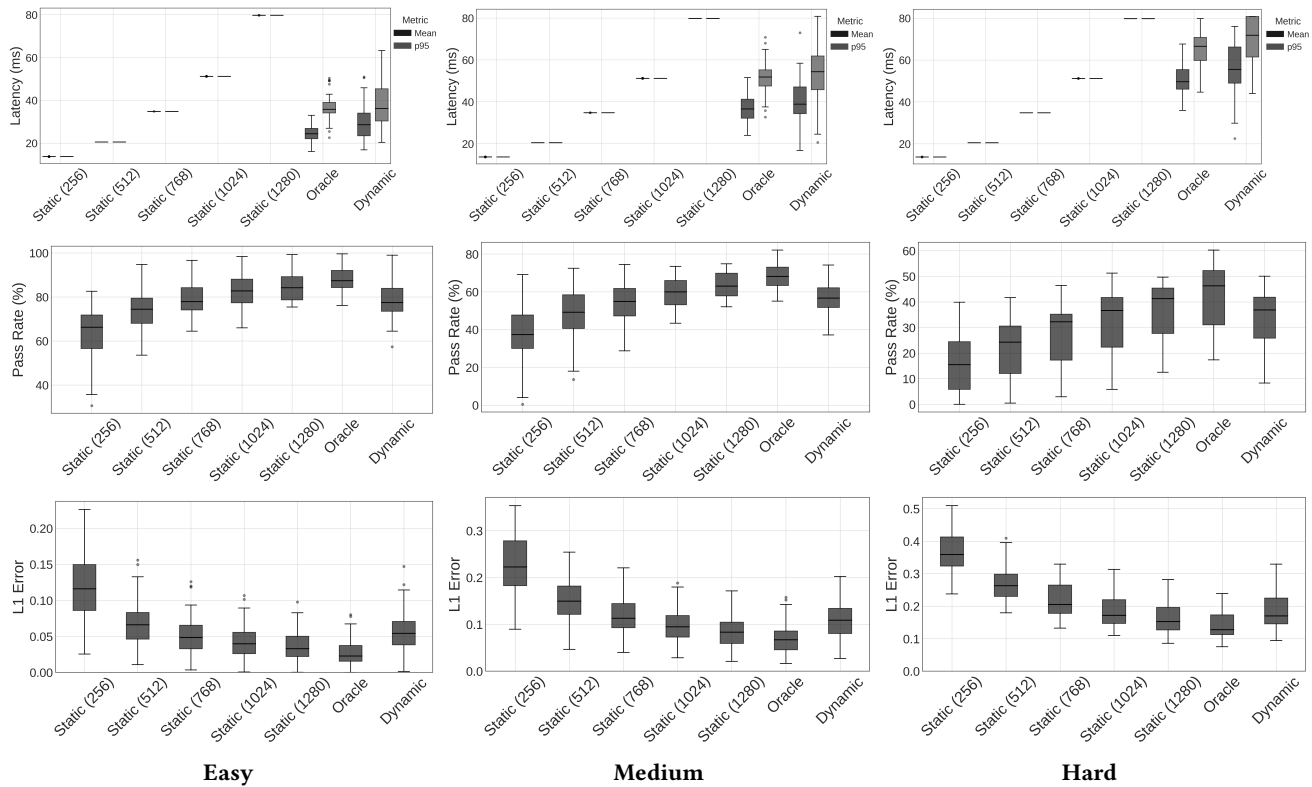 Latency (ms)
80
60
40
20
Static (256)
Static (512)
Static (768)
Static (1024)
Static (1280)
Oracle
Dynamic
Metric
Mean
p95
Latency (ms)
80
60
40
20
Static (256)
Static (512)
Static (768)
Static (1024)
Static (1280)
Oracle
Dynamic
Metric
Mean
p95
Latency (ms)
80
60
40
20
Static (256)
Static (512)
Static (768)
Static (1024)
Static (1280)
Oracle
Dynamic
Metric
Mean
p95
Pass Rate (%)
100
80
60
40
Static (256)
Static (512)
Static (768)
Static (1024)
Static (1280)
Oracle
Dynamic
Pass Rate (%)
80
60
40
20
0
Static (256)
Static (512)
Static (768)
Static (1024)
Static (1280)
Oracle
Dynamic
Pass Rate (%)
60
50
40
30
20
10
0
Static (256)
Static (512)
Static (768)
Static (1024)
Static (1280)
Oracle
Dynamic
L1 Error
0.20
0.15
0.10
0.05
0.00
Static (256)
Static (512)
Static (768)
Static (1024)
Static (1280)
Oracle
Dynamic
L1 Error
0.3
0.2
0.1
0.0
Static (256)
Static (512)
Static (768)
Static (1024)
Static (1280)
Oracle
Dynamic
L1 Error
0.5
0.4
0.3
0.2
0.1
0.0
Static (256)
Static (512)
Static (768)
Static (1024)
Static (1280)
Oracle
Dynamic
Easy
Medium
Hard